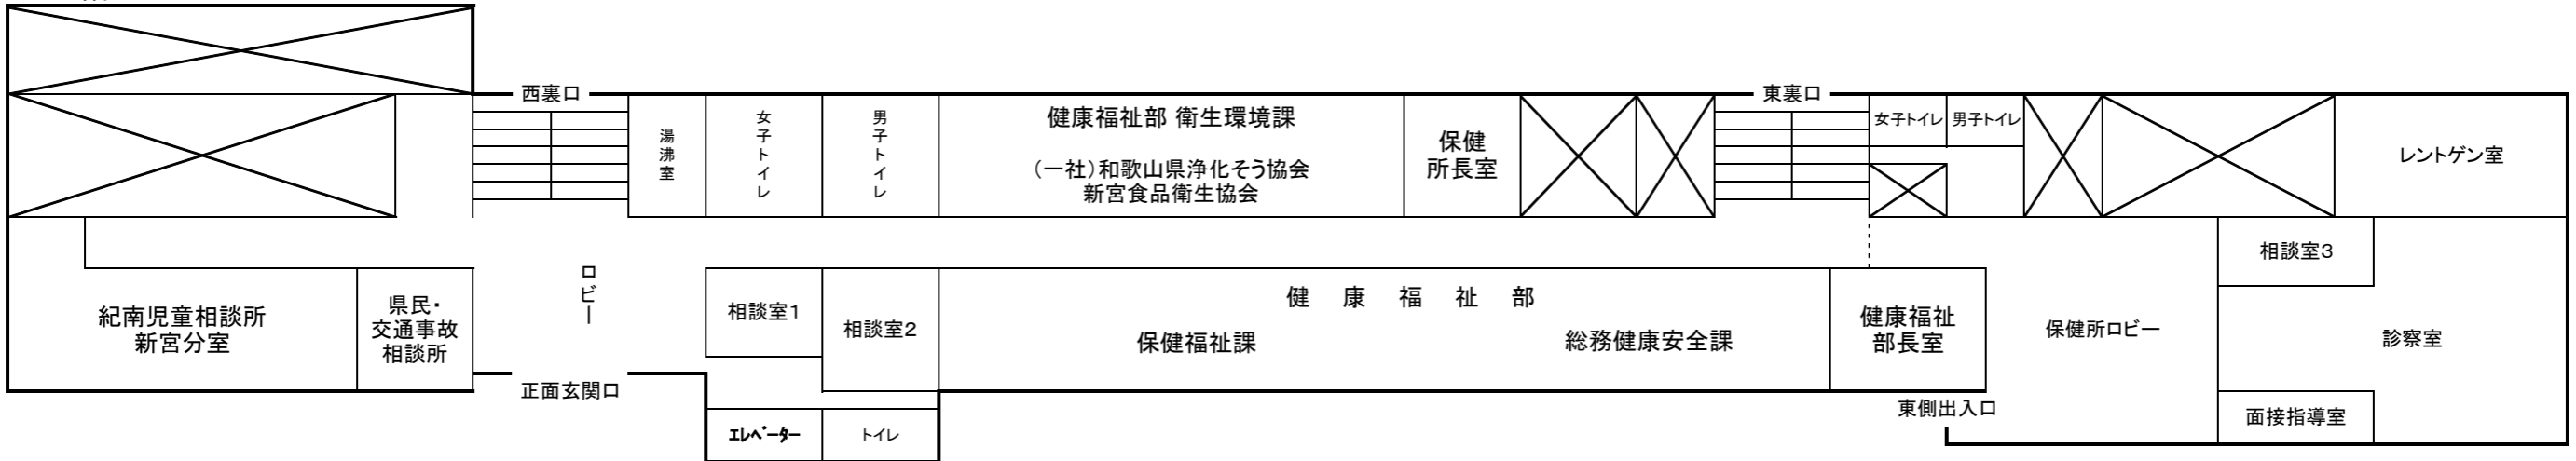 西裏口
東裏口
湯沸室
女子トイレ
男子トイレ
健康福祉部 衛生環境課
(一社)和歌山県浄化そう協会
新宮食品衛生協会
保健
所長室
女子トイレ
男子トイレ
レントゲン室
紀南児童相談所
新宮分室
県民・
交通事故
相談所
ロビー
相談室1
相談室2
健康福祉部
保健福祉課
総務健康安全課
健康福祉
部長室
保健所ロビー
相談室3
診察室
正面玄関口
エレベーター
トイレ
東側出入口
面接指導室